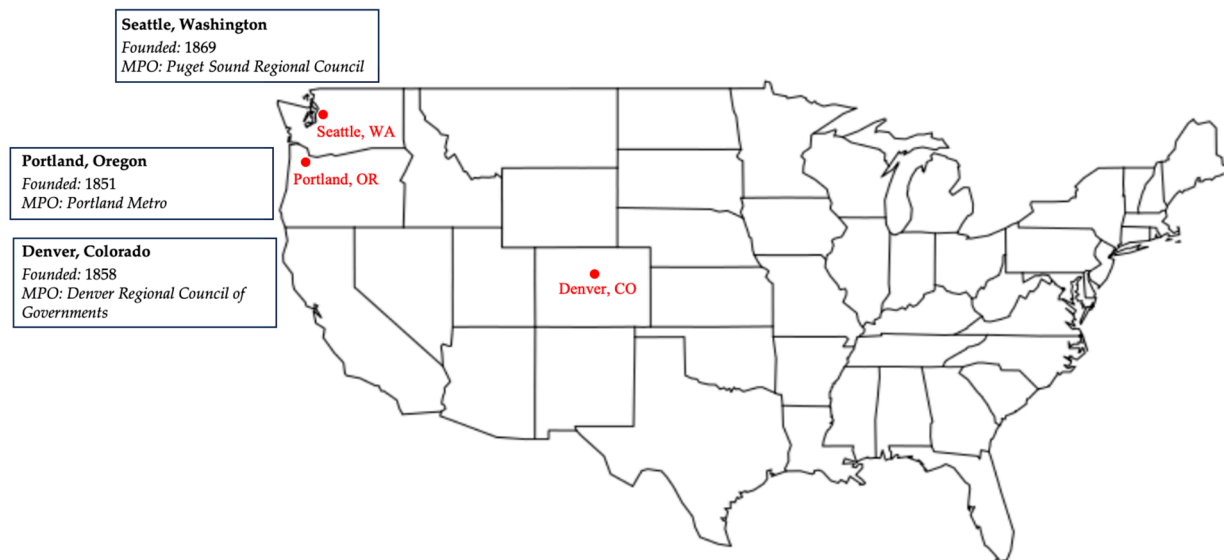 Seattle, Washington
Founded: 1869
MPO: Puget Sound Regional Council
Seattle, WA
Portland, Oregon
Founded: 1851
MPO: Portland Metro
Portland, OR
Denver, Colorado
Founded: 1858
MPO: Denver Regional Council of
Governments
Denver, CO